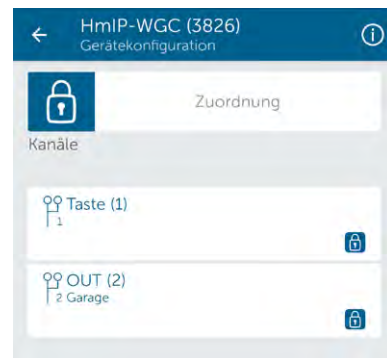 HmIP-WGC (3826)
Gerätekonfiguration
Zuordnung
Kanäle
Taste (1)
1
OUT (2)
2 Garage